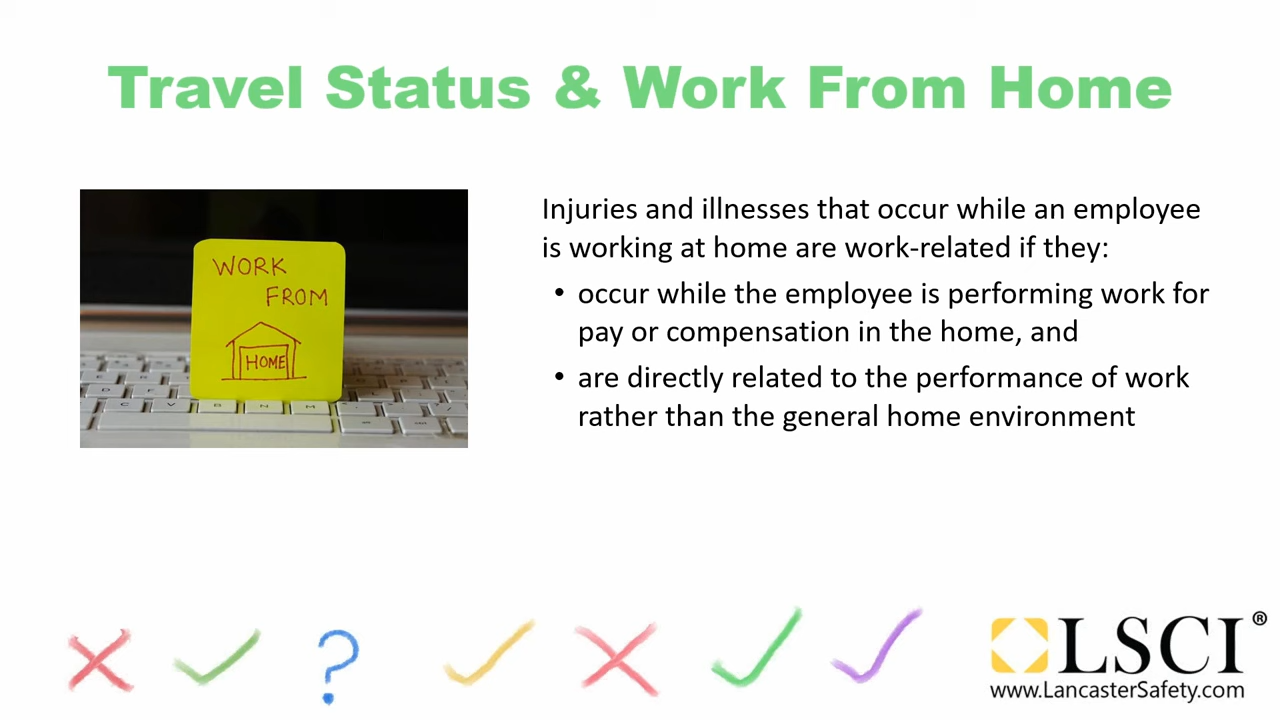 Travel Status & Work From Home
WORK
FROM
HOME
C V B N M
Injuries and illnesses that occur while an employee
is working at home are work-related if they:
• occur while the employee is performing work for
pay or compensation in the home, and
• are directly related to the performance of work
rather than the general home environment
?
LSCI®
www.LancasterSafety.com